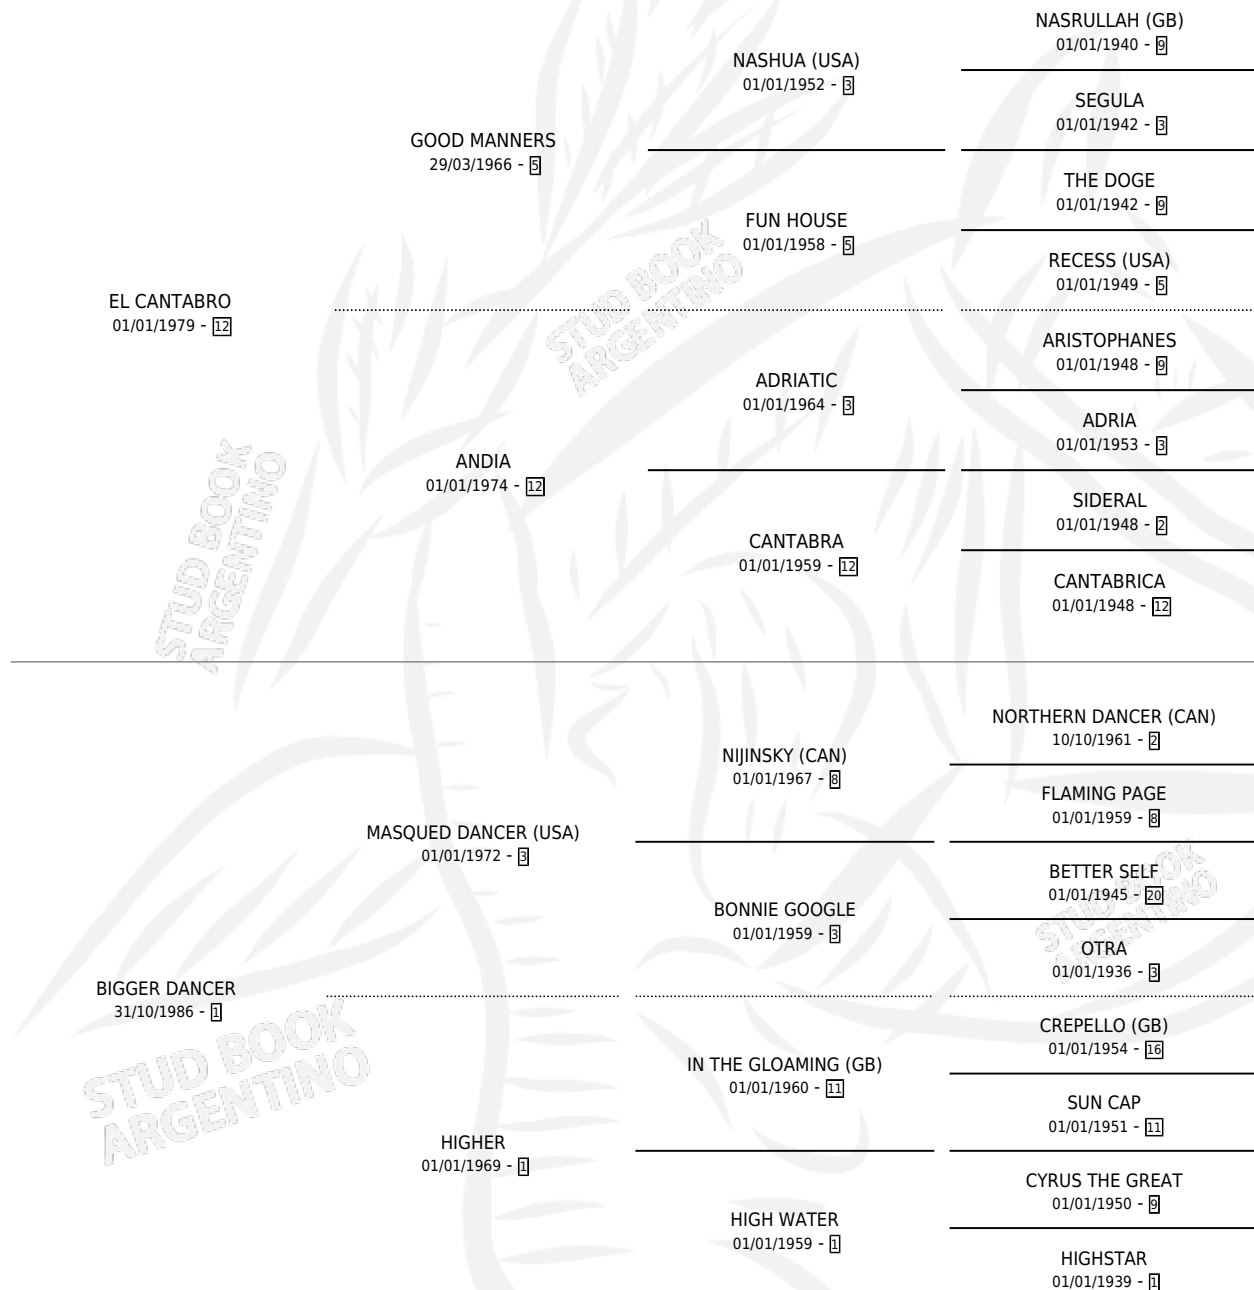 NASRULLAH (GB)
01/01/1940 - 9
NASHUA (USA)
01/01/1952 - 3
SEGULA
01/01/1942 - 3
GOOD MANNERS
29/03/1966 - 5
THE DOGE
01/01/1942 - 9
FUN HOUSE
01/01/1958 - 5
RECESS (USA)
01/01/1949 - 5
EL CANTABRO
01/01/1979 - 12
ARISTOPHANES
01/01/1948 - 9
ADRIATIC
01/01/1964 - 3
ADRIA
01/01/1953 - 3
ANDIA
01/01/1974 - 12
SIDERAL
01/01/1948 - 2
CANTABRA
01/01/1959 - 12
CANTABRICA
01/01/1948 - 12
STUD BOOK
ARGENTINO
STUD BOOK
ARGENTINO
NORTHERN DANCER (CAN)
10/10/1961 - 2
NIJINSKY (CAN)
01/01/1967 - 8
FLAMING PAGE
01/01/1959 - 8
MASQUED DANCER (USA)
01/01/1972 - 3
BETTER SELF
01/01/1945 - 20
BONNIE GOOGLE
01/01/1959 - 3
OTRA
01/01/1936 - 3
STUD BOOK
ARGENTINO
BIGGER DANCER
31/10/1986 - 1
CREPELLO (GB)
01/01/1954 - 16
IN THE GLOAMING (GB)
01/01/1960 - 11
SUN CAP
01/01/1951 - 11
HIGHER
01/01/1969 - 1
CYRUS THE GREAT
01/01/1950 - 9
HIGH WATER
01/01/1959 - 1
HIGHSTAR
01/01/1939 - 1
STUD BOOK
ARGENTINO